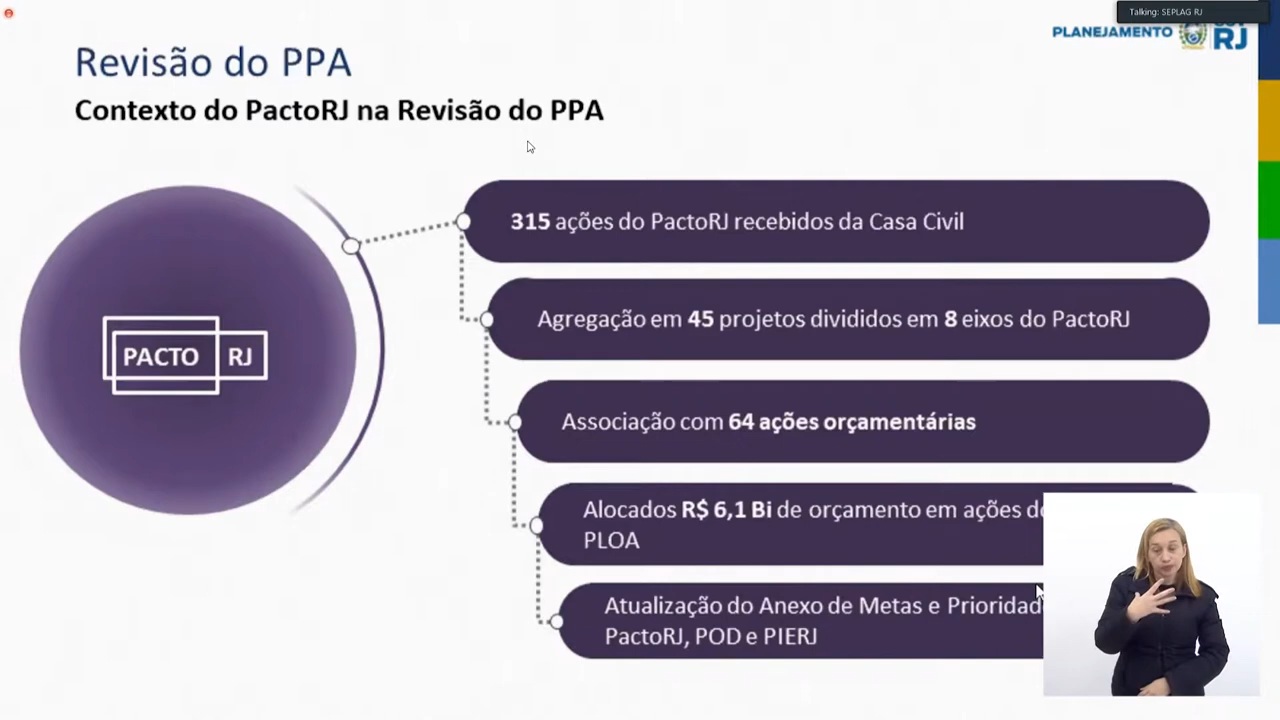 Talking: SEPLAG RJ
PLANEJAMENTO
RJ
Revisão do PPA
Contexto do PactoRJ na Revisão do PPA
315 ações do PactoRJ recebidos da Casa Civil
Agregação em 45 projetos divididos em 8 eixos do PactoRJ
PACTO RJ
Associação com 64 ações orçamentárias
Alocados R$ 6,1 Bi de orçamento em ações
PLOA
Atualização do Anexo de Metas e
PactoRJ, POD e PIERJ